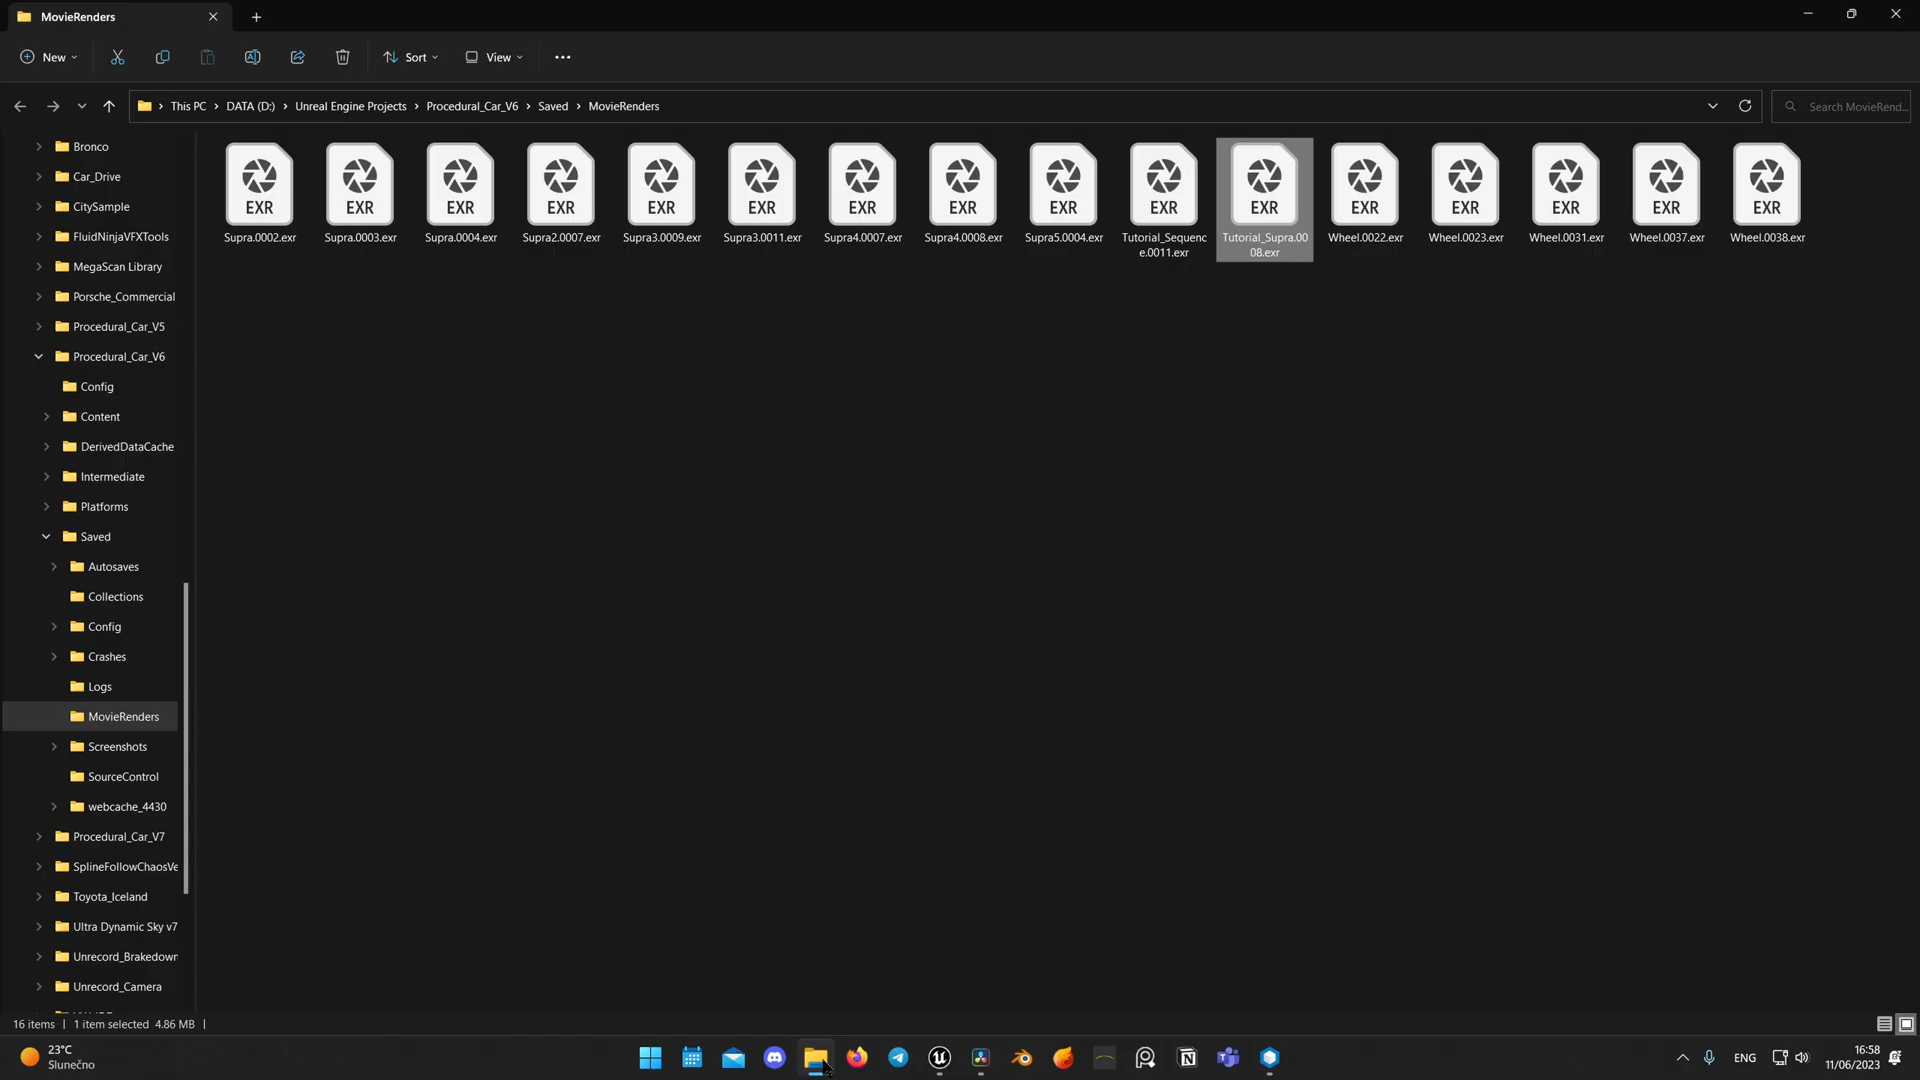 MovieRenders
New
Sort
View
This PC > DATA (D:) > Unreal Engine Projects > Procedural_Car_V6 > Saved > MovieRenders
Search MovieRend...
Bronco
Car_Drive
CitySample
FluidNinjaVFXTools
MegaScan Library
Porsche_Commercial
Procedural_Car_V5
Procedural_Car_V6
Config
Content
DerivedDataCache
Intermediate
Platforms
Saved
Autosaves
Collections
Config
Crashes
Logs
MovieRenders
Screenshots
SourceControl
webcache_4430
Procedural_Car_V7
SplineFollowChaosVe
Toyota_Iceland
Ultra Dynamic Sky v7
Unrecord_Brakedown
Unrecord_Camera
EXR EXR EXR EXR EXR EXR EXR EXR EXR EXR EXR EXR EXR EXR EXR EXR
Supra.0002.exr Supra.0003.exr Supra.0004.exr Supra2.0007.exr Supra3.0009.exr Supra3.0011.exr Supra4.0007.exr Supra4.0008.exr Supra5.0004.exr Tutorial_Sequenc Tutorial_Supra.00 Wheel.0022.exr Wheel.0023.exr Wheel.0031.exr Wheel.0037.exr Wheel.0038.exr
e.0011.exr 08.exr
16 items | 1 item selected 4.86 MB |
23°C
Slunečno
ENG
16:58
11/06/2023